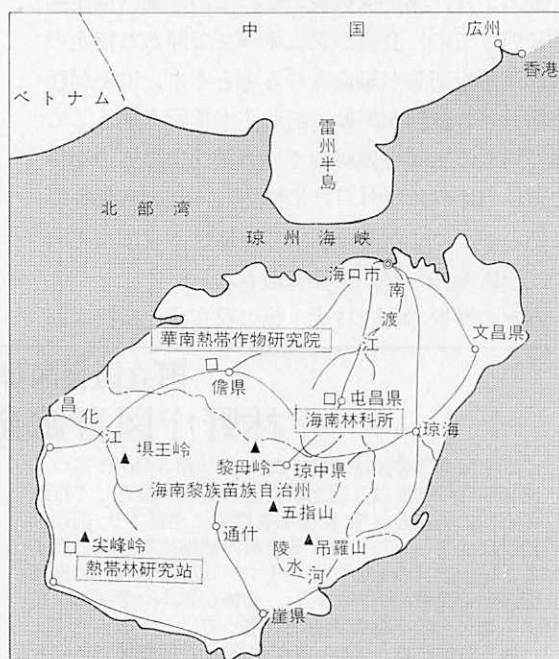 中国
広州
香港
ベトナム
雷州半島
北部湾
琼州海峡
海口市
南渡江
文昌県
華南熱帯作物研究院
儋県
屯昌県
海南林科所
昌化江
琼海
坝王岭
黎母岭
琼中県
海南黎族苗族自治州
五指山
通什
尖峰岭
陵水河
吊羅山
熱帯林研究站
崖県